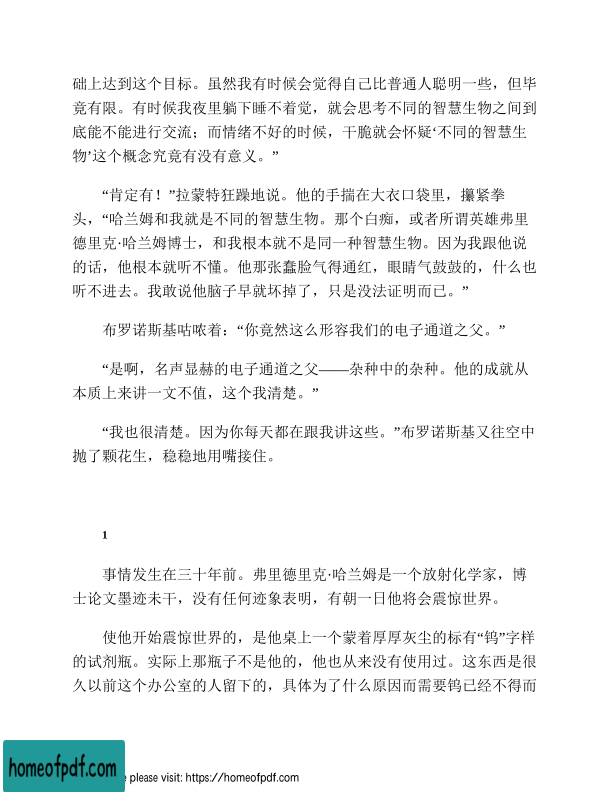 础上达到这个目标。虽然我有时候会觉得自己比普通人聪明一些，但毕
竟有限。有时候我夜里躺下睡不着觉，就会思考不同的智慧生物之间到
底能不能进行交流；而情绪不好的时候，干脆就会怀疑‘不同的智慧生
物’这个概念究竟有没有意义。”
“肯定有！”拉蒙特狂躁地说。他的手揣在大衣口袋里，攥紧拳
头，“哈兰姆和我就是不同的智慧生物。那个白痴，或者所谓英雄弗里
德里克·哈兰姆博士，和我根本就不是同一种智慧生物。因为我跟他说
的话，他根本就听不懂。他那张蠢脸气得通红，眼睛气鼓鼓的，什么也
听不进去。我敢说他脑子早就坏掉了，只是没法证明而已。”
布罗诺斯基咕哝着：“你竟然这么形容我们的电子通道之父。”
“是啊，名声显赫的电子通道之父——杂种中的杂种。他的成就从
本质上来讲一文不值，这个我清楚。”
“我也很清楚。因为你每天都在跟我讲这些。”布罗诺斯基又往空中
抛了颗花生，稳稳地用嘴接住。
1
事情发生在三十年前。弗里德里克·哈兰姆是一个放射化学家，博
士论文墨迹未干，没有任何迹象表明，有朝一日他将会震惊世界。
使他开始震惊世界的，是他桌上一个蒙着厚厚灰尘的标有“钨”字样
的试剂瓶。实际上那瓶子不是他的，他也从来没有使用过。这东西是很
久以前这个办公室的人留下的，具体为了什么原因而需要钨已经不得而
homeofpdf.com
e please visit: https://homeofpdf.com